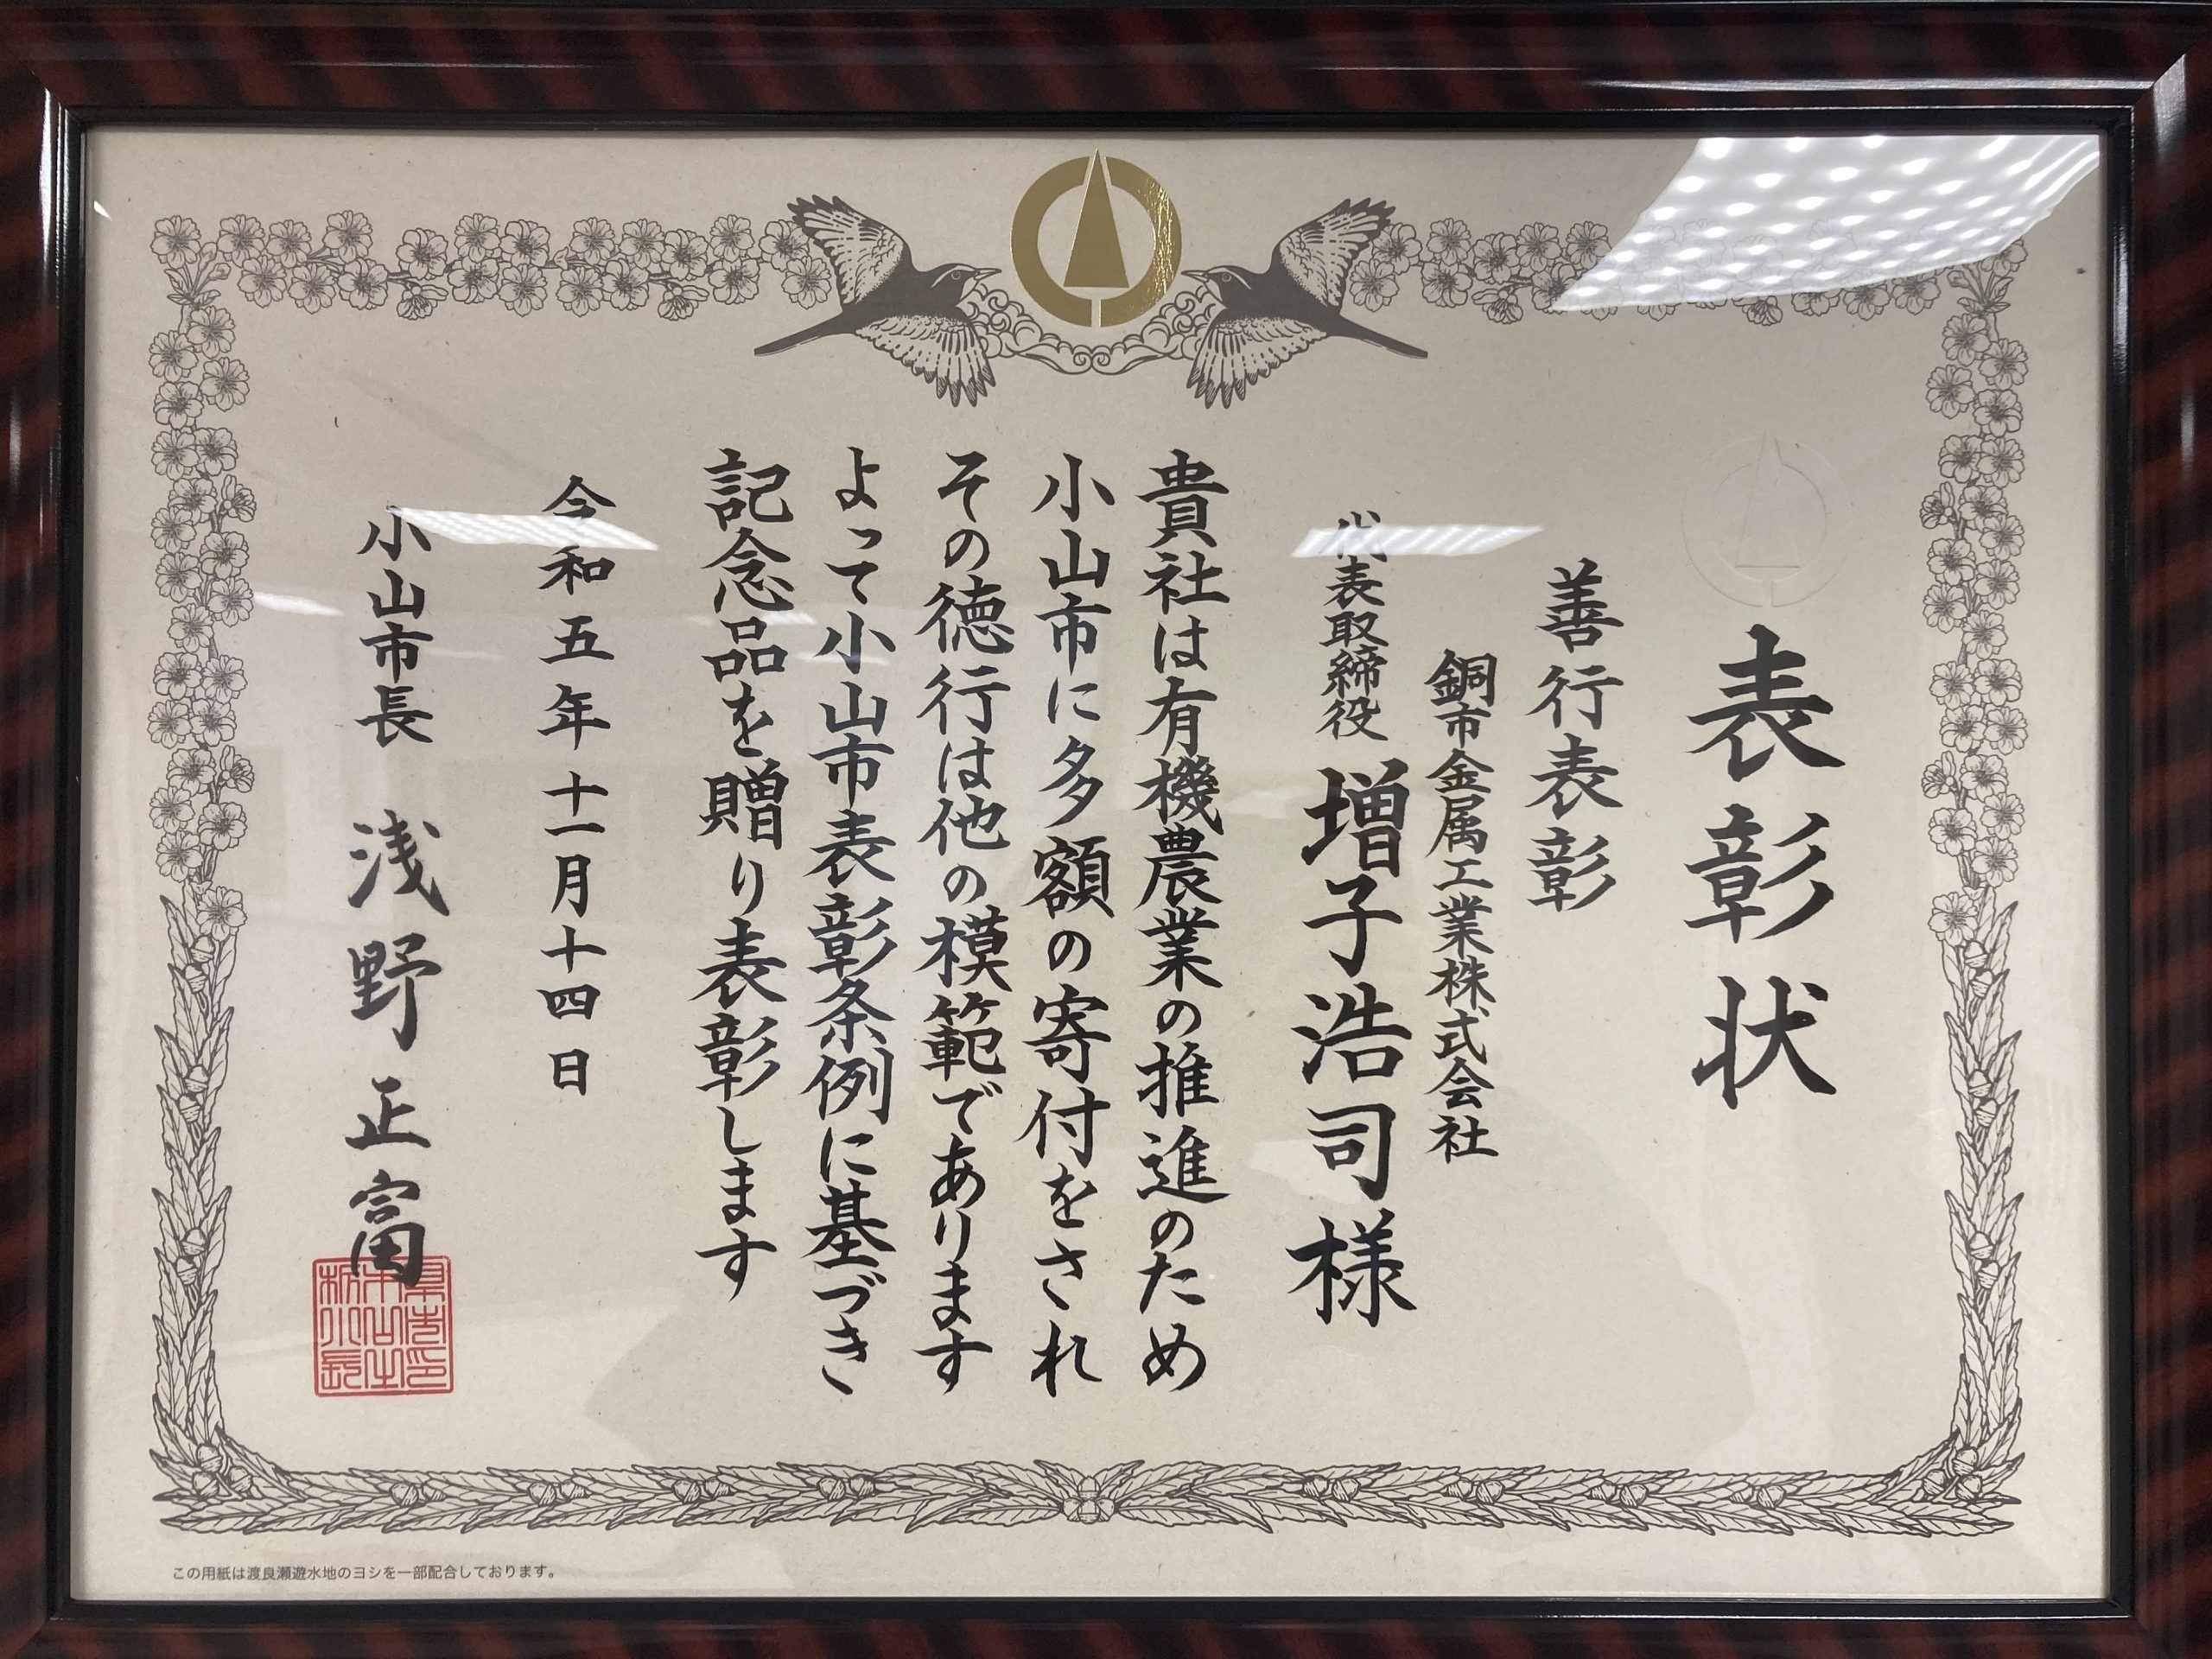 表彰状
善行表彰
銅市金属工業株式会社
代表取締役 増子浩司様
貴社は有機農業の推進のため
小山市に多額の寄付をされ
その徳行は他の模範であります
よって小山市表彰条例に基づき
記念品を贈り表彰します
令和五年十一月十四日
小山市長 浅野正富
この用紙は渡良瀬遊水地のヨシを一部配合しております。